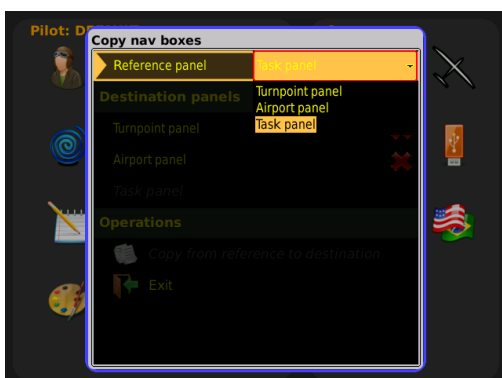 Pilot: D
Copy nav boxes
Reference panel
Task panel
Turnpoint panel
Airport panel
Task panel
Destination panels
Turnpoint panel
Airport panel
Task panel
Operations
Copy from reference to destination
Exit